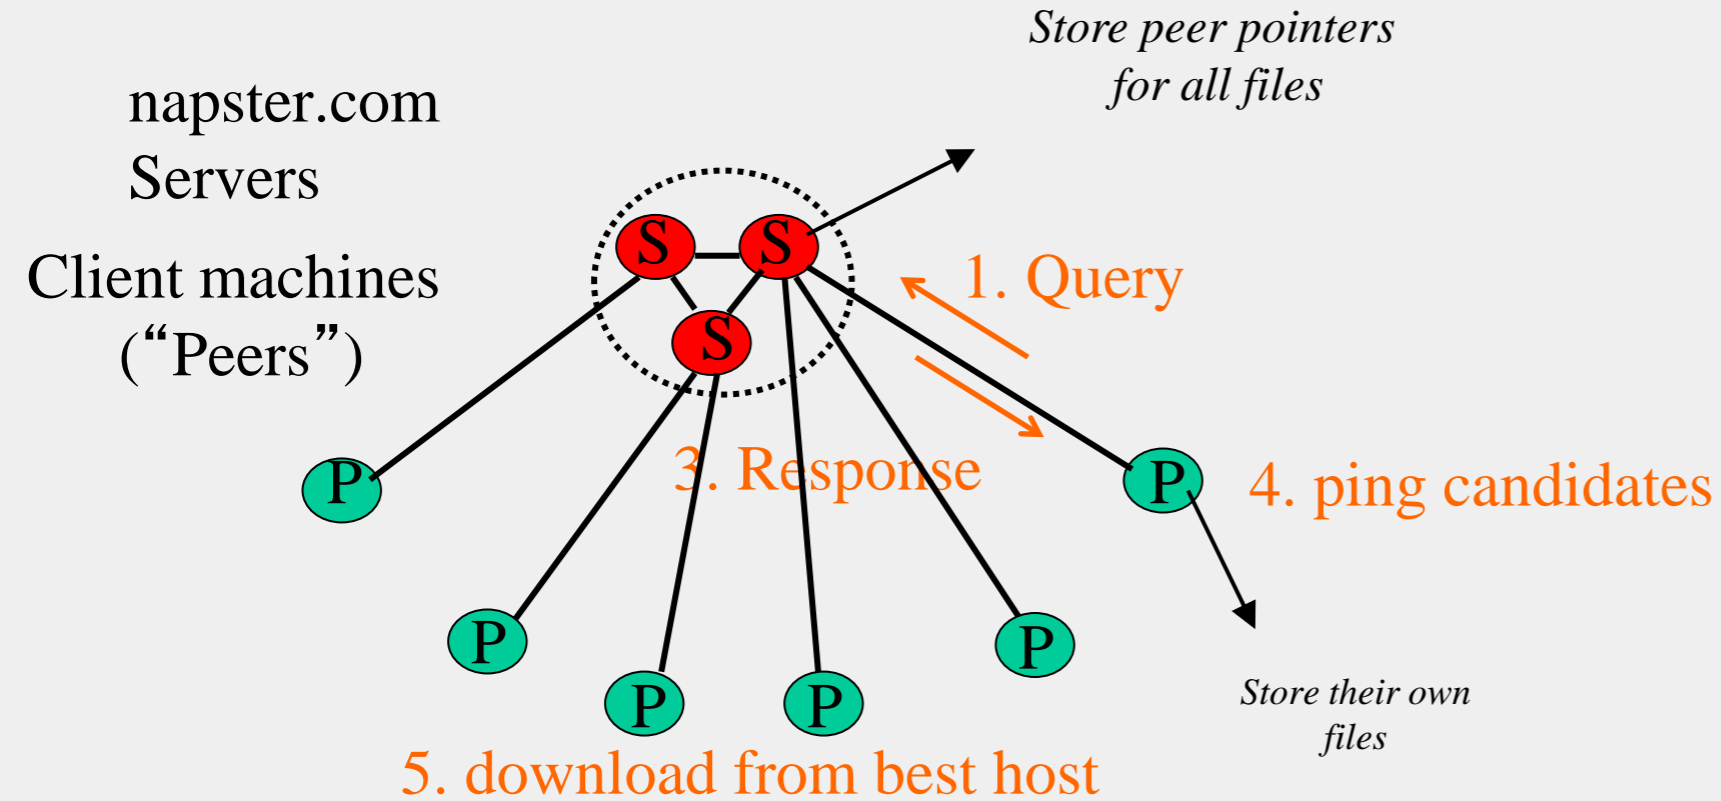 Store peer pointers
for all files
napster.com
Servers
Client machines
(“Peers”)
S
S
S
1. Query
3. Response
P
P
4. ping candidates
P
P
P
P
Store their own
files
5. download from best host